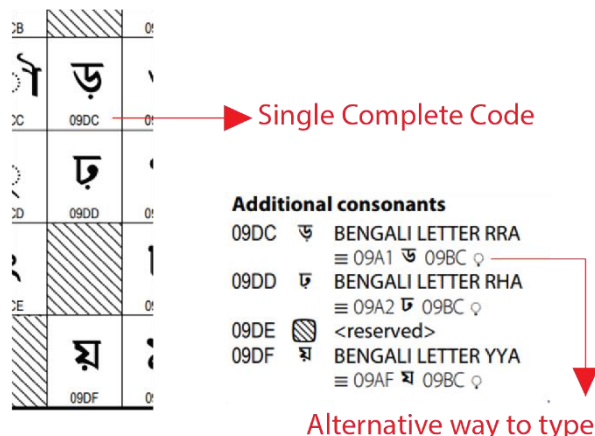 ড়
09DC
Single Complete Code
ঢ়
09DD
য়
09DF
Additional consonants
09DC ড় BENGALI LETTER RRA
≡ 09A1 ড 09BC ়
09DD ঢ় BENGALI LETTER RHA
≡ 09A2 ঢ 09BC ়
09DE <reserved>
09DF য় BENGALI LETTER YYA
≡ 09AF য 09BC ়
Alternative way to type